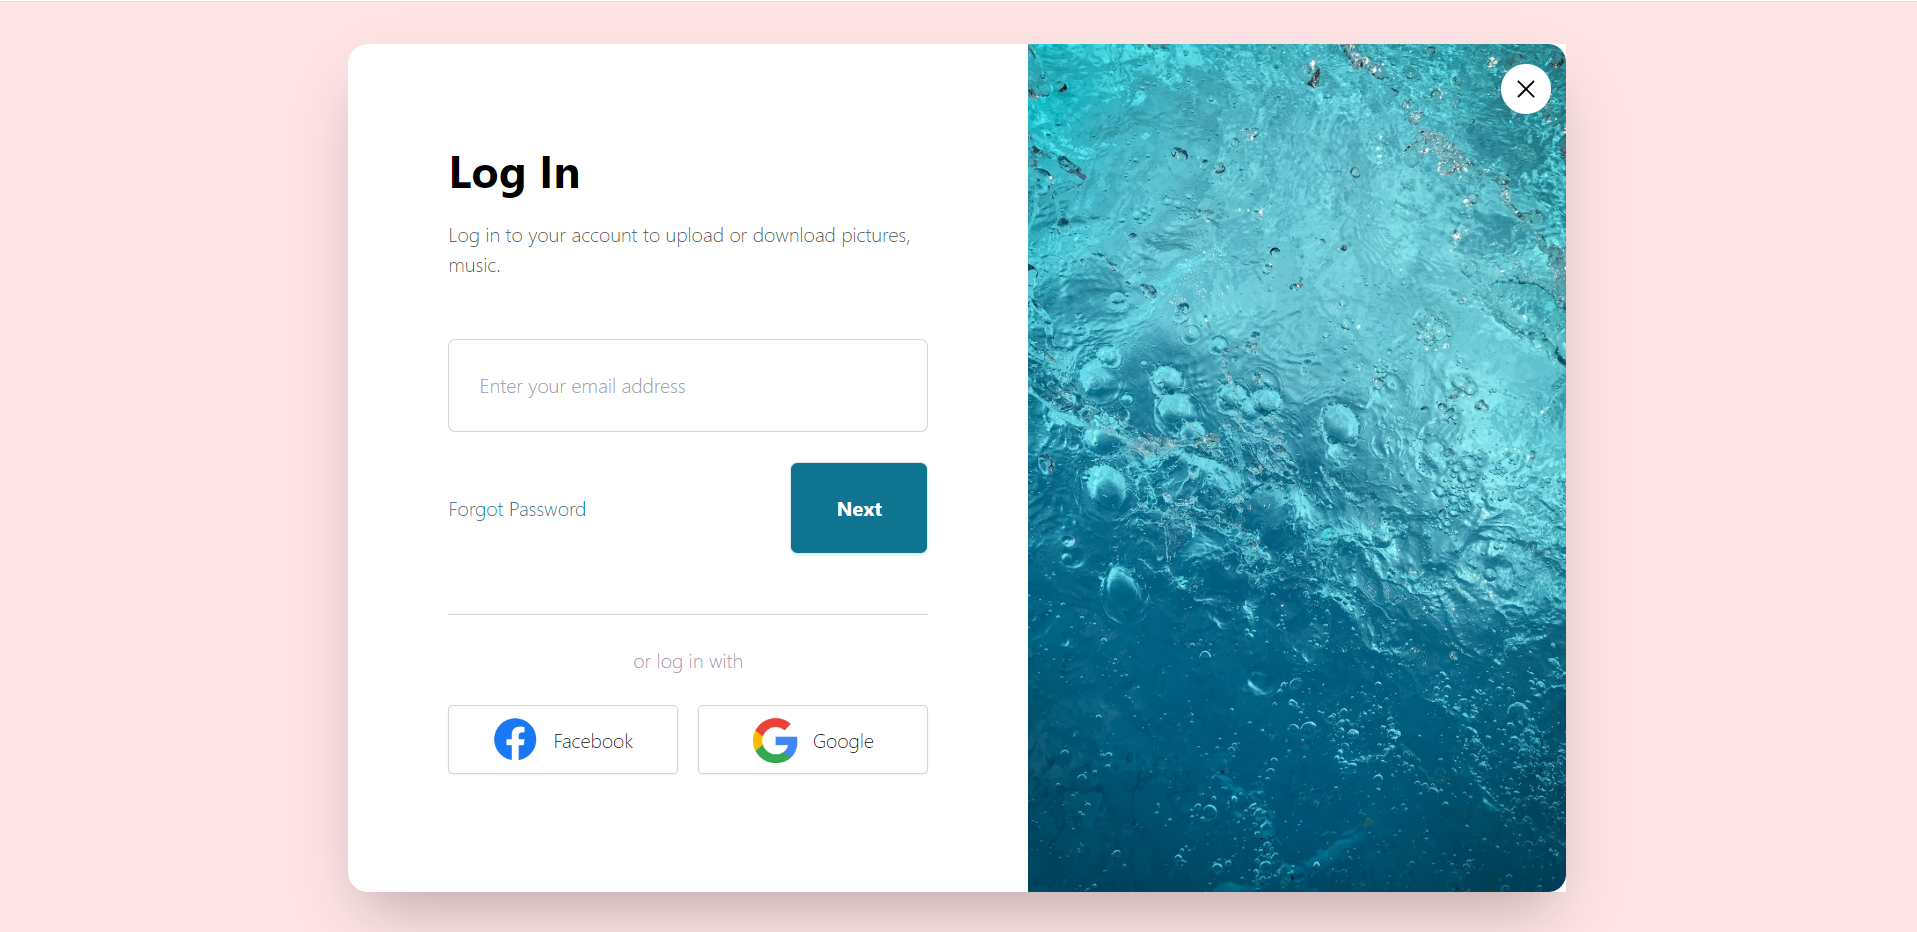 Log In
Log in to your account to upload or download pictures,
music.
Enter your email address
Forgot Password
Next
or log in with
Facebook
Google